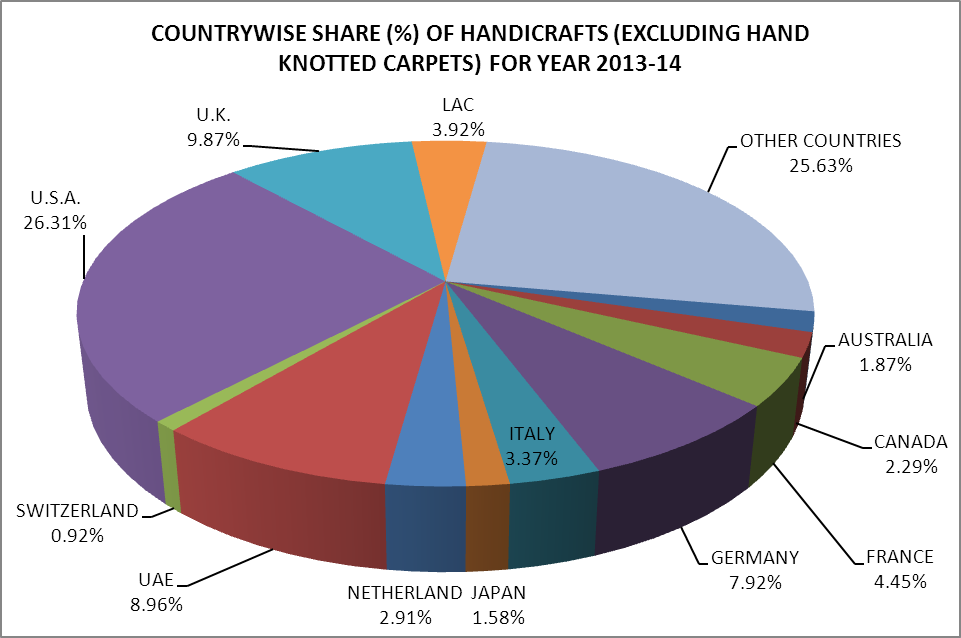 COUNTRYWISE SHARE (%) OF HANDICRAFTS (EXCLUDING HAND
KNOTTED CARPETS) FOR YEAR 2013-14
LAC
3.92%
U.K.
9.87%
OTHER COUNTRIES
25.63%
U.S.A.
26.31%
AUSTRALIA
1.87%
ITALY
3.37%
CANADA
2.29%
SWITZERLAND
0.92%
GERMANY
7.92%
FRANCE
4.45%
UAE
8.96%
NETHERLAND
2.91%
JAPAN
1.58%